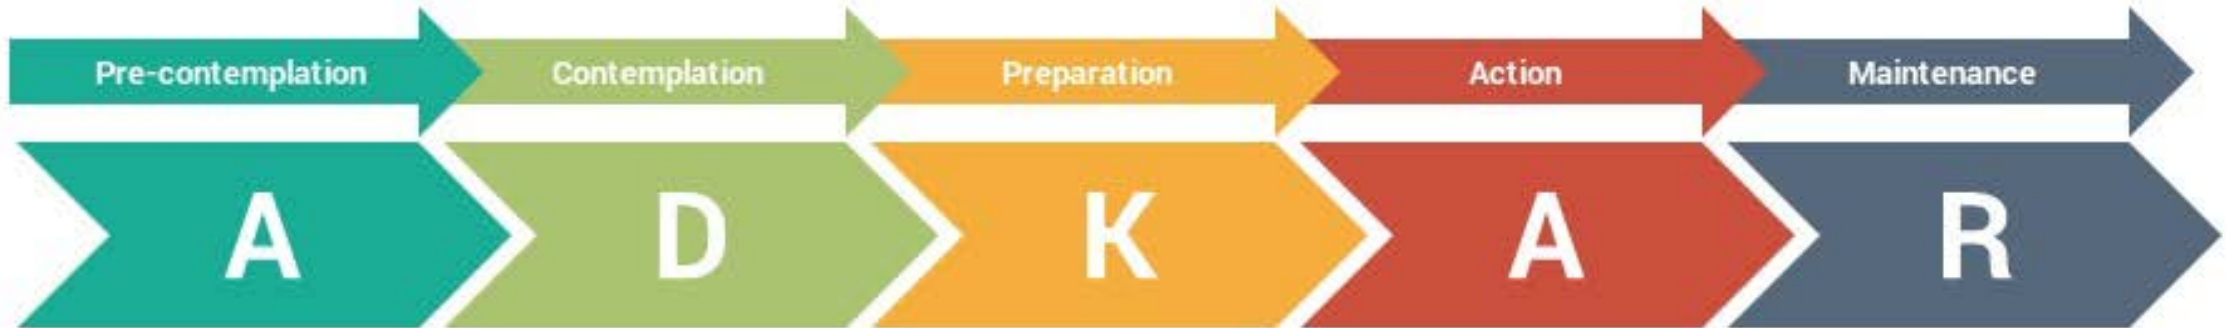 Pre-contemplation Contemplation Preparation Action Maintenance
A D K A R